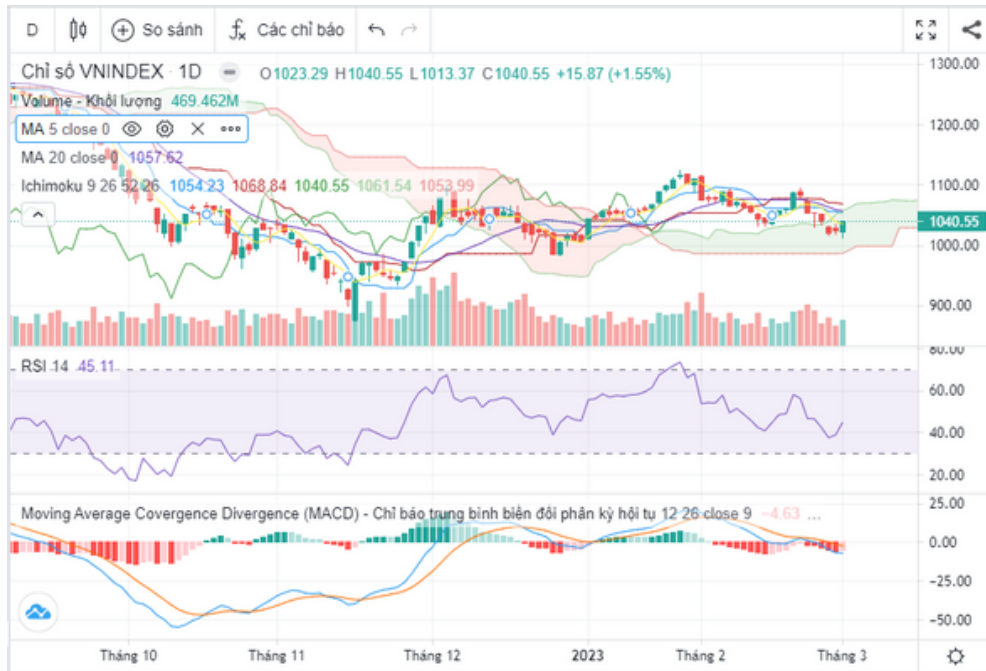 D So sánh Các chỉ báo
Chỉ số VNINDEX · 1D O1023.29 H1040.55 L1013.37 C1040.55 +15.87 (+1.55%)
Volume - Khối lượng 469.462M
MA 5 close 0
MA 20 close 0 1057.62
Ichimoku 9 26 52 26 1054.23 1068.84 1040.55 1061.54 1053.99
1300.00
1200.00
1100.00
1040.55
1000.00
900.00
RSI 14 45.11
80.00
60.00
40.00
20.00
Moving Average Covergence Divergence (MACD) - Chỉ báo trung bình biến đổi phân kỳ hội tụ 12 26 close 9 −4.63 ...
25.00
0.00
−25.00
−50.00
Tháng 10 Tháng 11 Tháng 12 2023 Tháng 2 Tháng 3